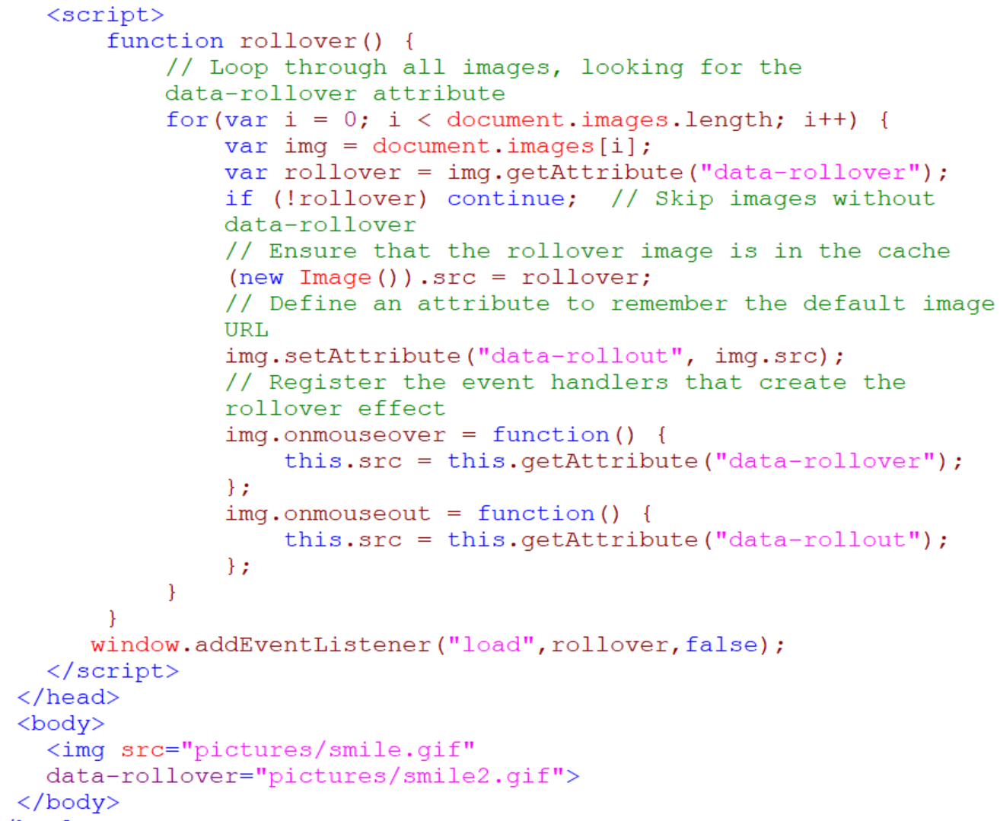 <script>
function rollover() {
// Loop through all images, looking for the
data-rollover attribute
for(var i = 0; i < document.images.length; i++) {
var img = document.images[i];
var rollover = img.getAttribute("data-rollover");
if (!rollover) continue;  // Skip images without
data-rollover
// Ensure that the rollover image is in the cache
(new Image()).src = rollover;
// Define an attribute to remember the default image
URL
img.setAttribute("data-rollout", img.src);
// Register the event handlers that create the
rollover effect
img.onmouseover = function() {
this.src = this.getAttribute("data-rollover");
};
img.onmouseout = function() {
this.src = this.getAttribute("data-rollout");
};
}
}
window.addEventListener("load",rollover,false);
</script>
</head>
<body>
<img src="pictures/smile.gif"
data-rollover="pictures/smile2.gif">
</body>